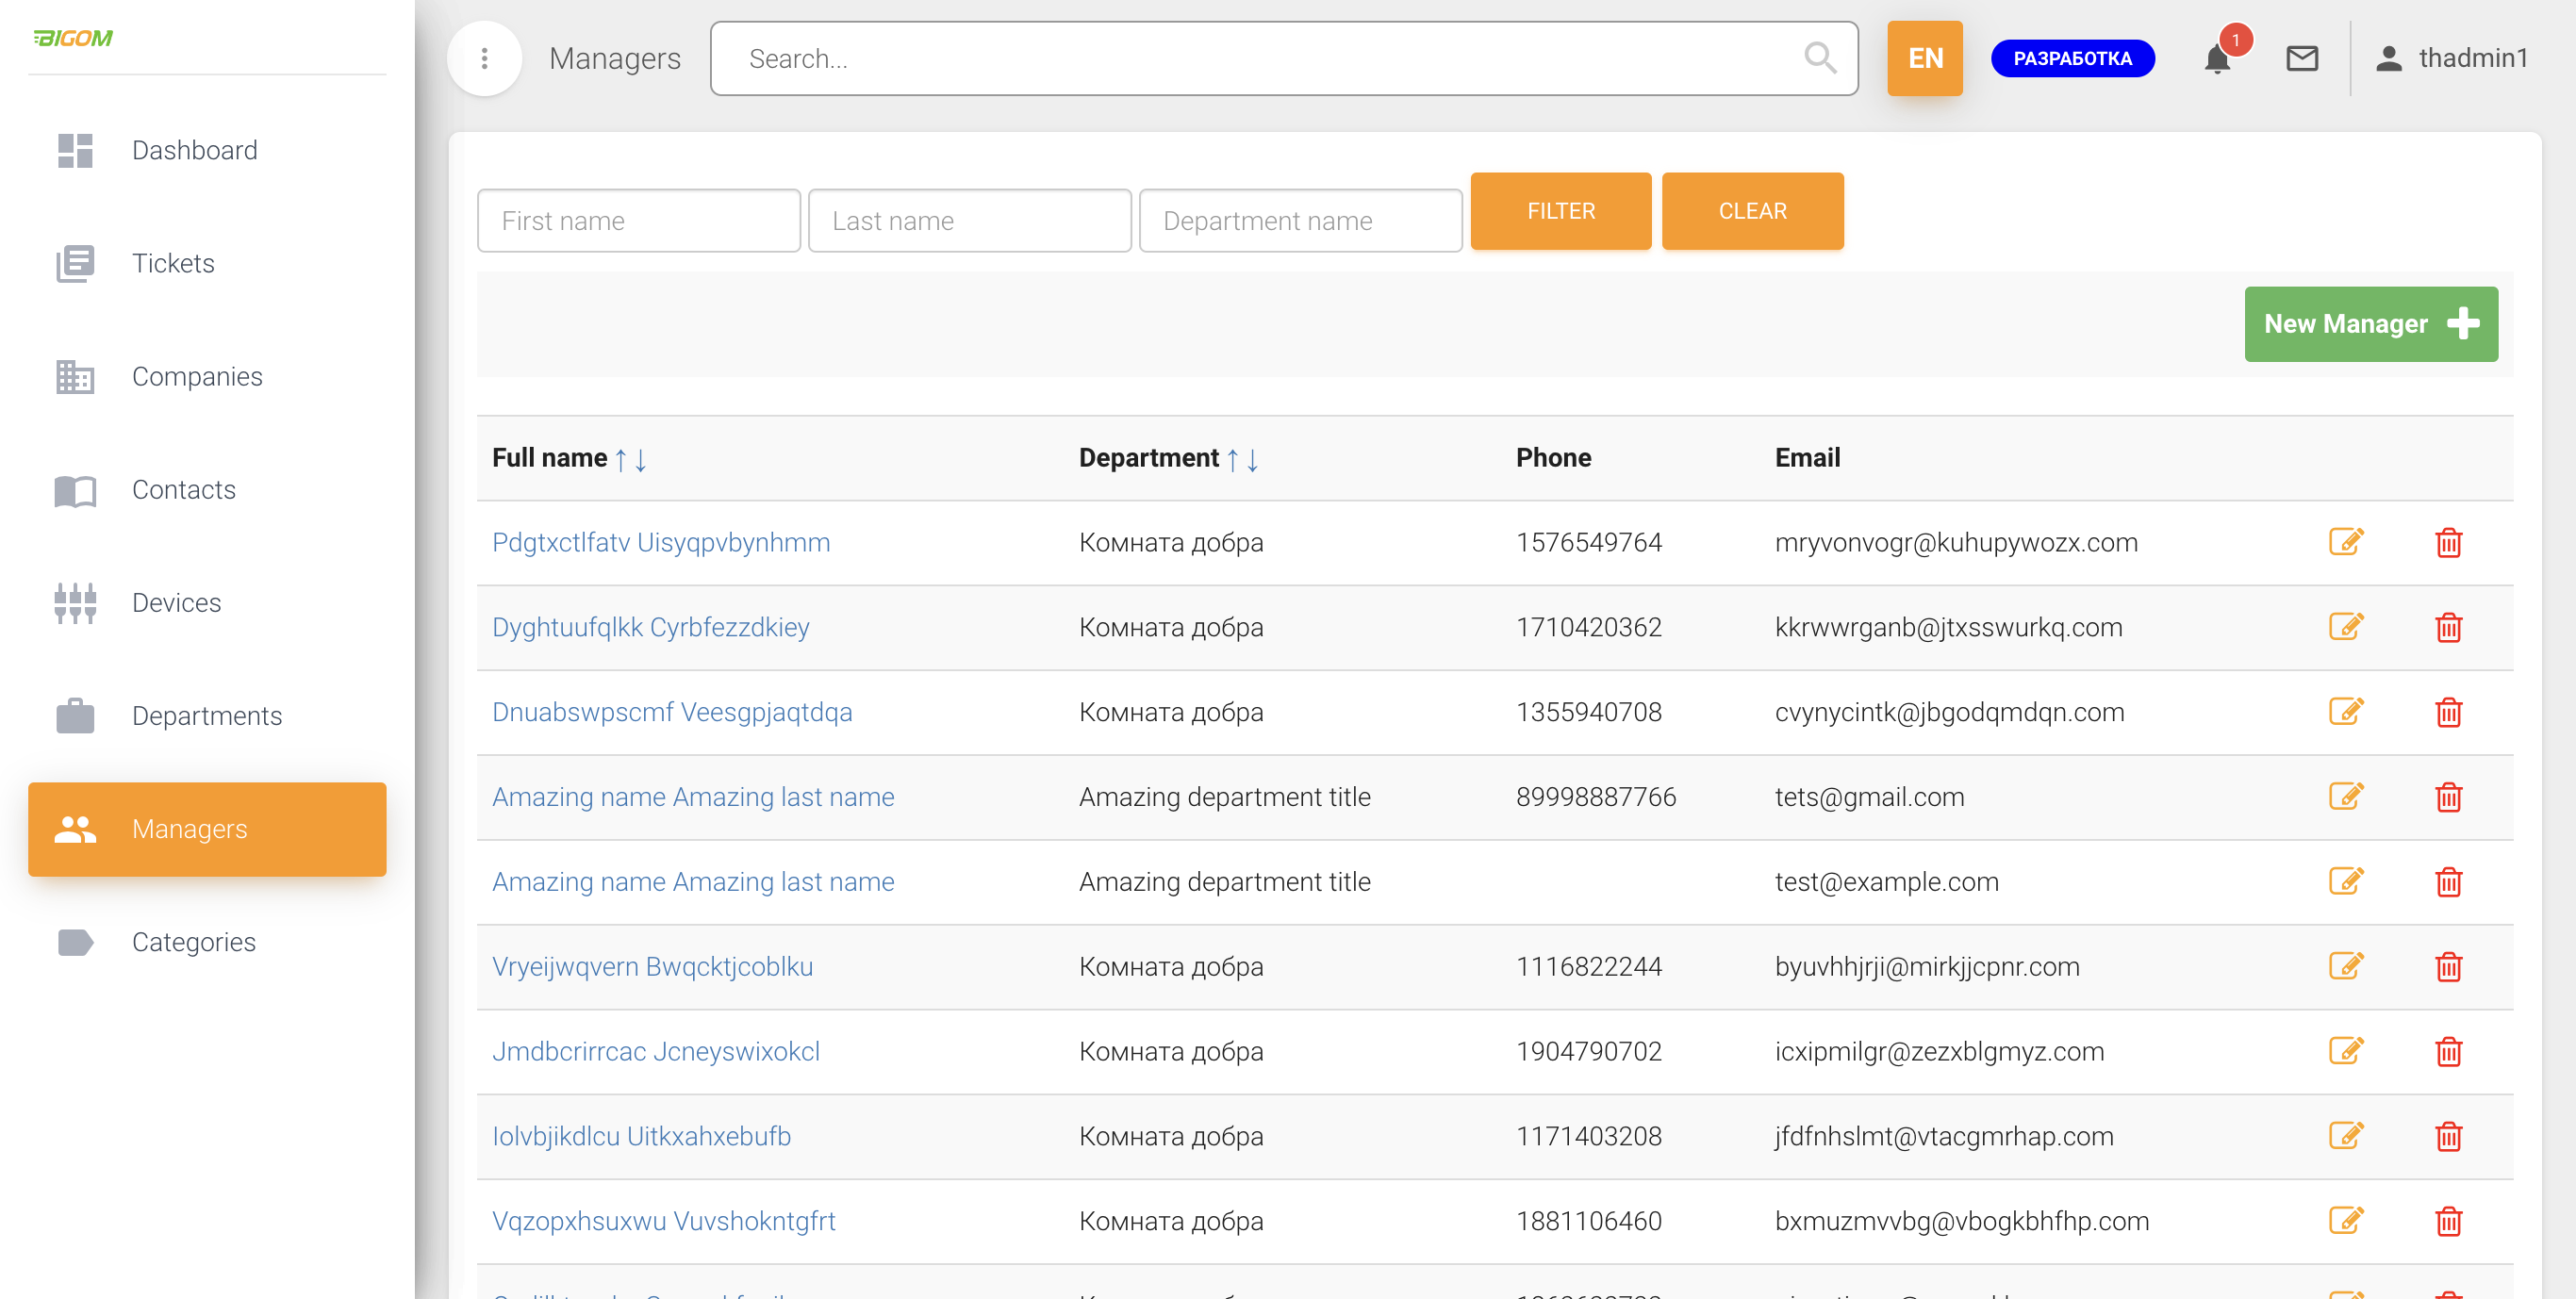 BIGOM
Dashboard
Tickets
Companies
Contacts
Devices
Departments
Managers
Categories
Managers
Search...
EN
РАЗРАБОТКА
1
thadmin1
First name
Last name
Department name
FILTER
CLEAR
New Manager
Full name ↑↓ Department ↑↓ Phone Email
Pdgtxctlfatv Uisyqpvbynhmm Комната добра 1576549764 mryvonvogr@kuhupywozx.com
Dyghtuufqlkk Cyrbfezzdkiey Комната добра 1710420362 kkrwwrganb@jtxsswurkq.com
Dnuabswpscmf Veesgpjaqtdqa Комната добра 1355940708 cvynycintk@jbgodqmdqn.com
Amazing name Amazing last name Amazing department title 89998887766 tets@gmail.com
Amazing name Amazing last name Amazing department title test@example.com
Vryeijwqvern Bwqcktjcoblku Комната добра 1116822244 byuvhhjrji@mirkjjcpnr.com
Jmdbcrirrcac Jcneyswixokcl Комната добра 1904790702 icxipmilgr@zezxblgmyz.com
Iolvbjikdlcu Uitkxahxebufb Комната добра 1171403208 jfdfnhslmt@vtacgmrhap.com
Vqzopxhsuxwu Vuvshokntgfrt Комната добра 1881106460 bxmuzmvvbg@vbogkbhfhp.com